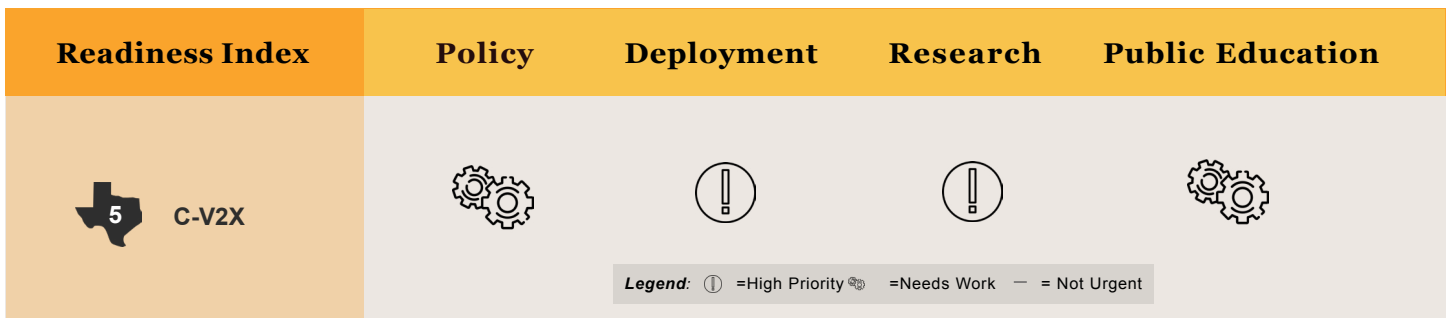 Readiness Index Policy Deployment Research Public Education
5 C-V2X
Legend: =High Priority =Needs Work — = Not Urgent